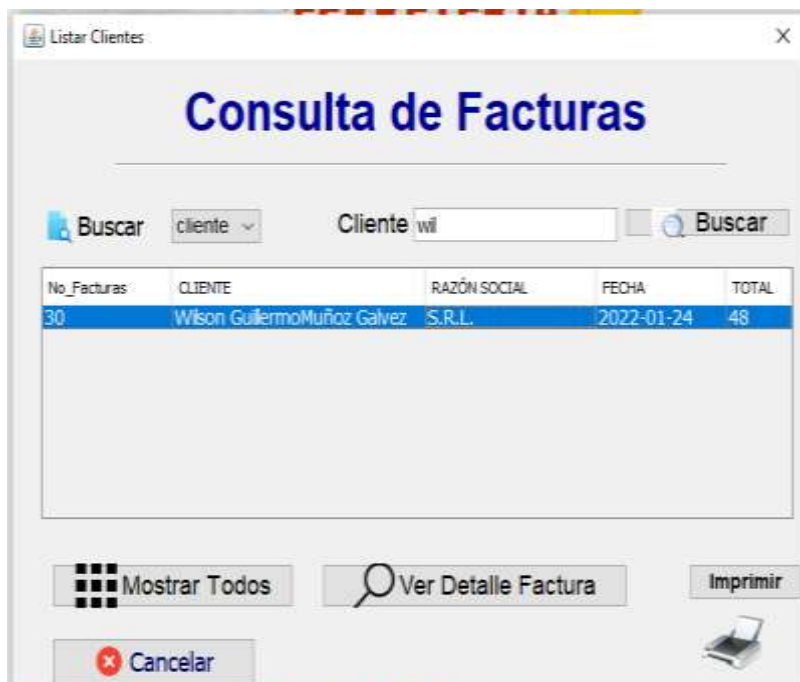 Listar Clientes
Consulta de Facturas
Buscar cliente Cliente wil Buscar
No_Facturas CLIENTE RAZÓN SOCIAL FECHA TOTAL
30 Wilson GuillermoMuñoz Galvez S.R.L. 2022-01-24 48
Mostrar Todos Ver Detalle Factura Imprimir
Cancelar